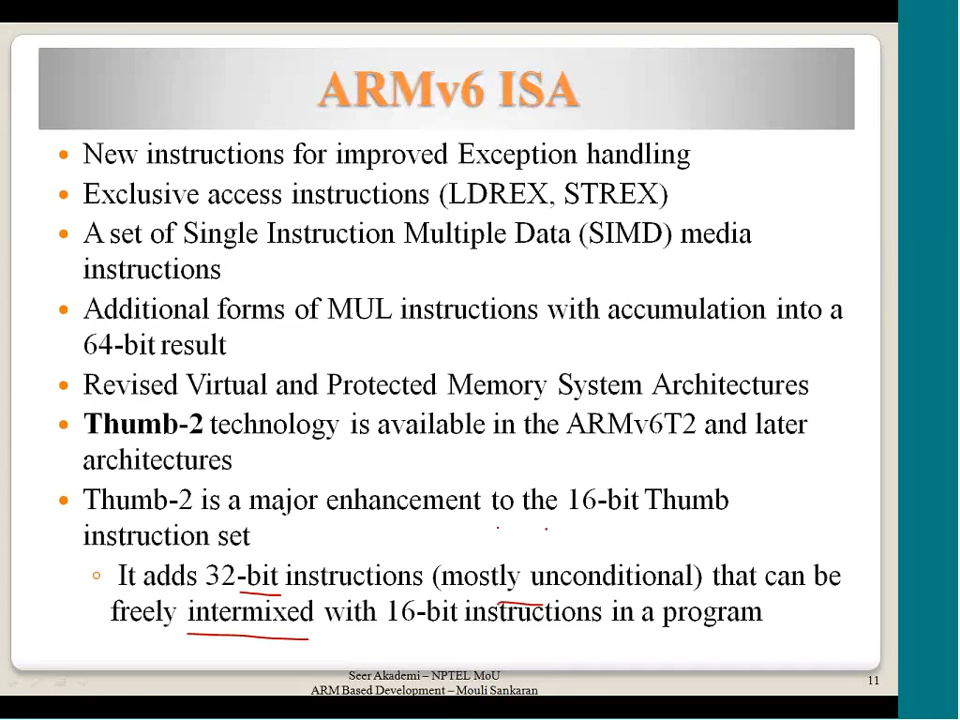 ARMv6 ISA
• New instructions for improved Exception handling
• Exclusive access instructions (LDREX, STREX)
• A set of Single Instruction Multiple Data (SIMD) media
instructions
• Additional forms of MUL instructions with accumulation into a
64-bit result
• Revised Virtual and Protected Memory System Architectures
• Thumb-2 technology is available in the ARMv6T2 and later
architectures
• Thumb-2 is a major enhancement to the 16-bit Thumb
instruction set
◦ It adds 32-bit instructions (mostly unconditional) that can be
freely intermixed with 16-bit instructions in a program
Seer Akademi – NPTEL MoU
ARM Based Development – Mouli Sankaran
11